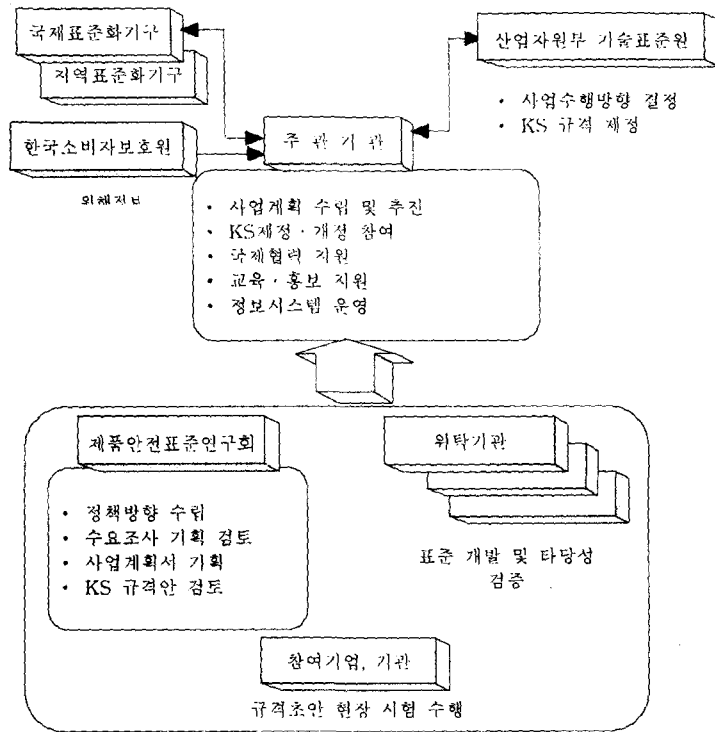 국제표준화기구
산업자원부 기술표준원
지역표준화기구
• 사업수행방향 결정
• KS 규격 제정
한국소비자보호원
주 관 기 관
위해정보
• 사업계획 수립 및 추진
• KS제정·개정 참여
• 국제협력 지원
• 교육·홍보 지원
• 정보시스템 운영
제품안전표준연구회
위탁기관
• 정책방향 수립
• 수요조사 기획 검토
• 사업계획서 기획
• KS 규격안 검토
표준 개발 및 타당성
검증
참여기업, 기관
규격초안 현장 시험 수행